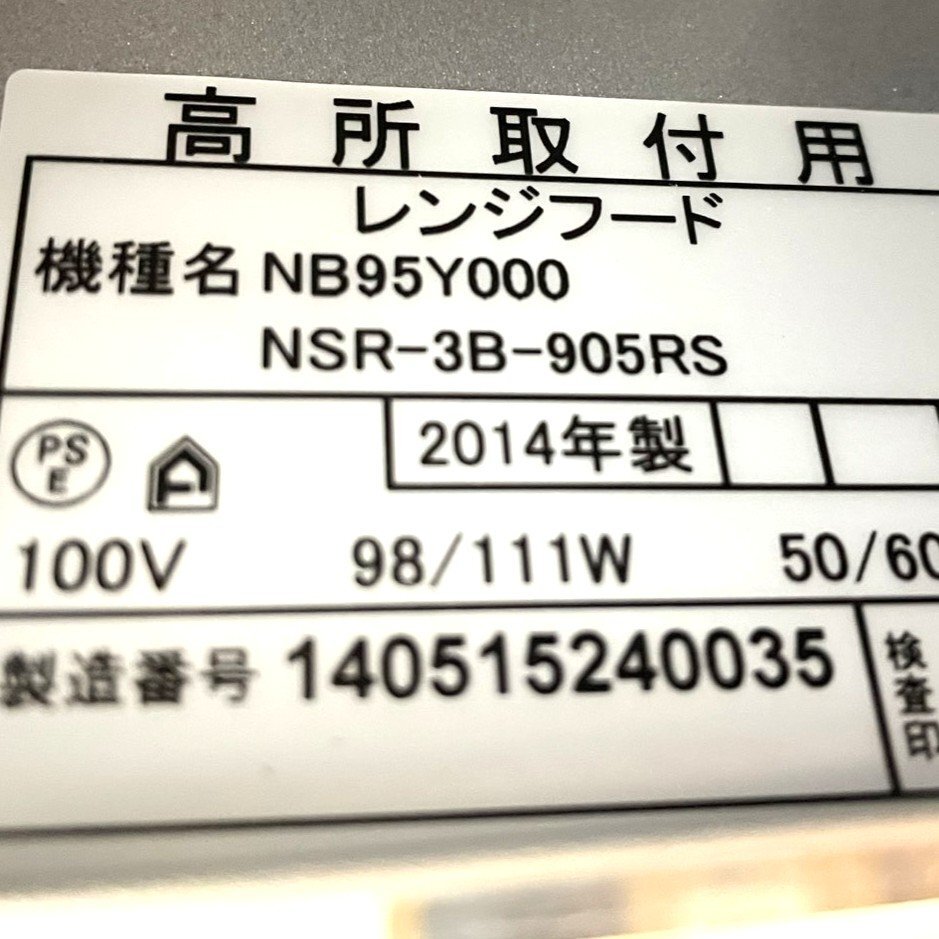 高所取付用
レンジフード
機種名 NB95Y000
NSR-3B-905RS
PSE
2014年製
100V 98/111W 50/60
製造番号 140515240035
検査印